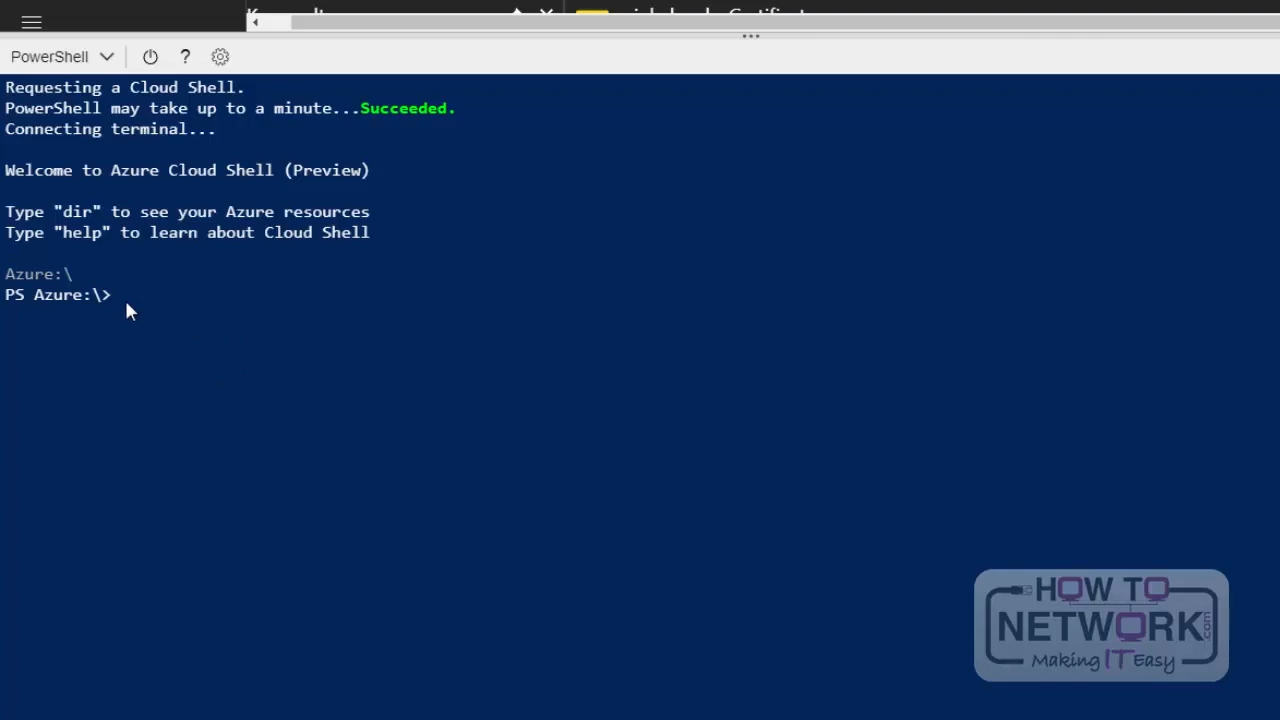 PowerShell
?
Requesting a Cloud Shell.
PowerShell may take up to a minute...Succeeded.
Connecting terminal...
Welcome to Azure Cloud Shell (Preview)
Type "dir" to see your Azure resources
Type "help" to learn about Cloud Shell
Azure:\
PS Azure:\>
HOW TO
NETWORK.com
Making IT Easy